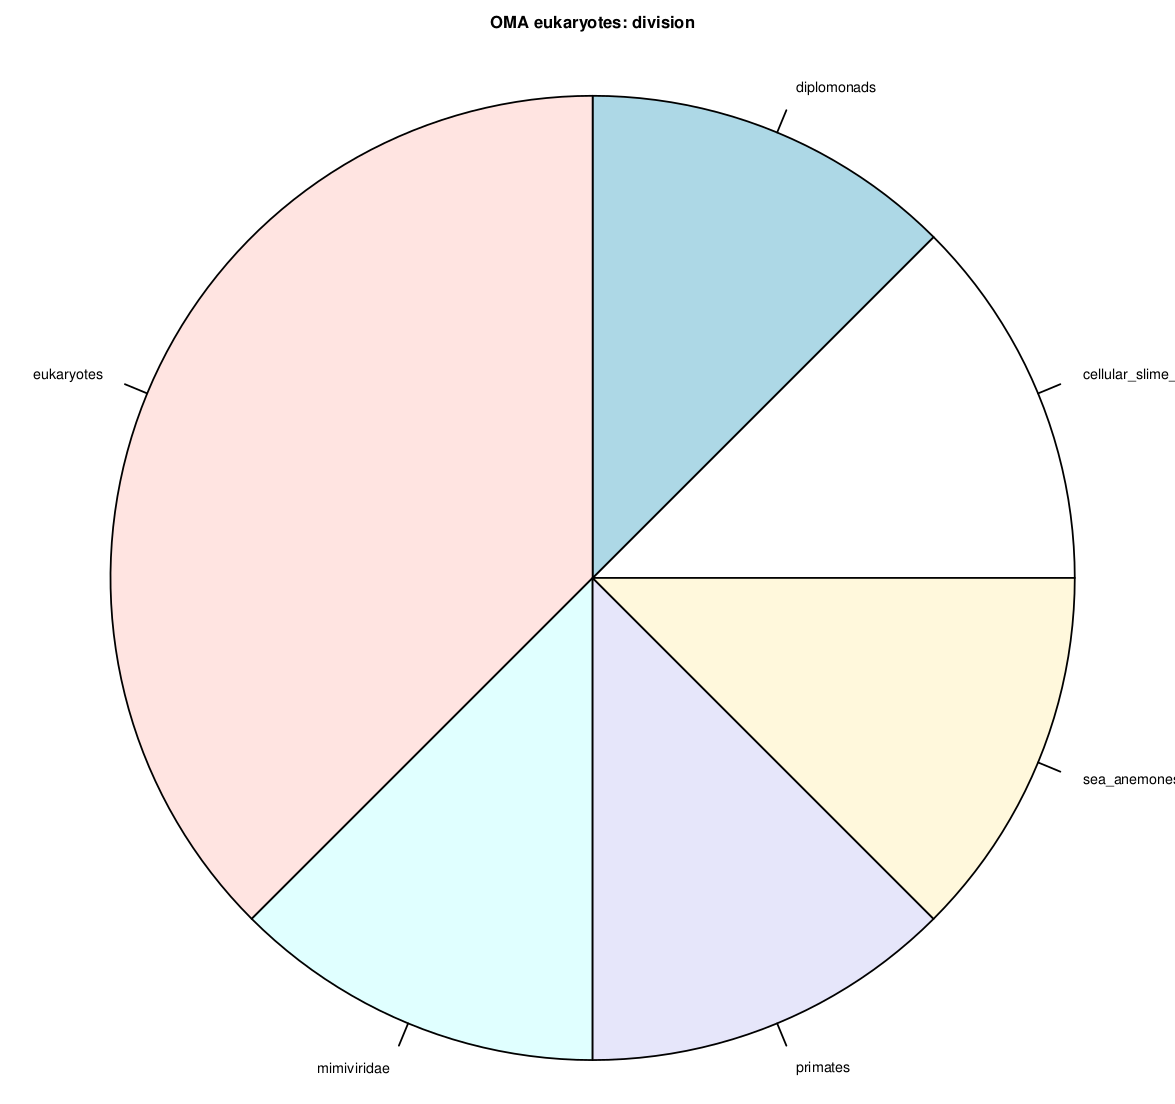 OMA eukaryotes: division
diplomonads
cellular_slime_
eukaryotes
sea_anemones
mimiviridae
primates